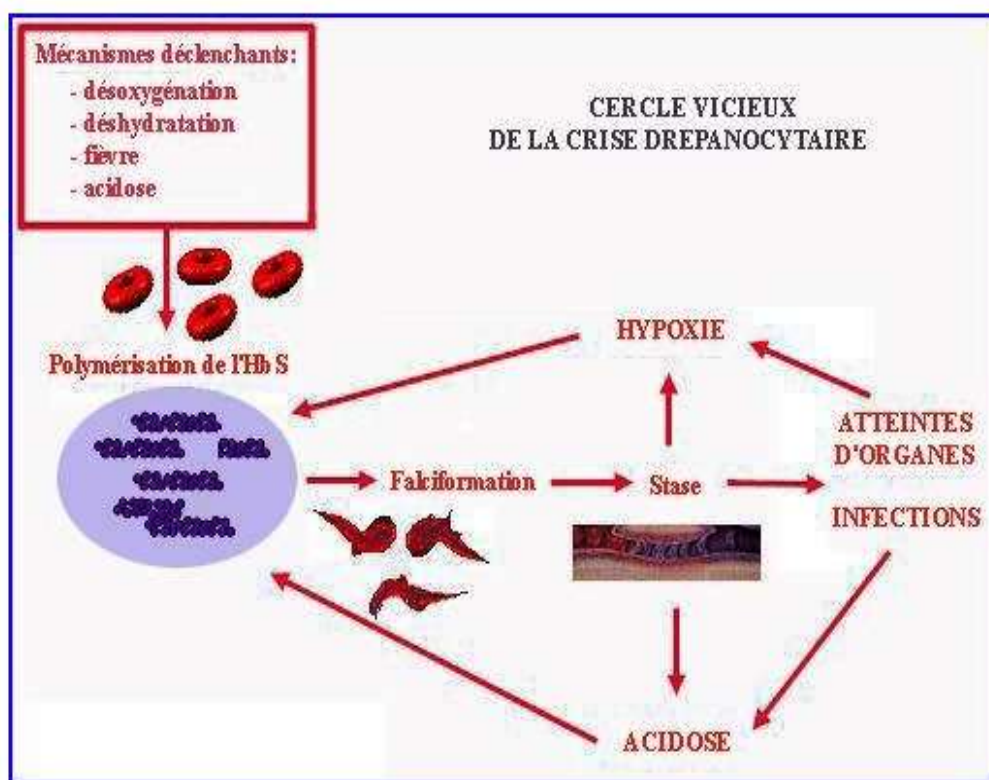 Mécanismes déclenchants:
- désoxygénation
- déshydratation
- fièvre
- acidose
CERCLE VICIEUX
DE LA CRISE DREPANOCYTAIRE
Polymérisation de l'Hb S
HYPOXIE
ATTEINTES
D'ORGANES
Falciformation
Stase
INFECTIONS
ACIDOSE